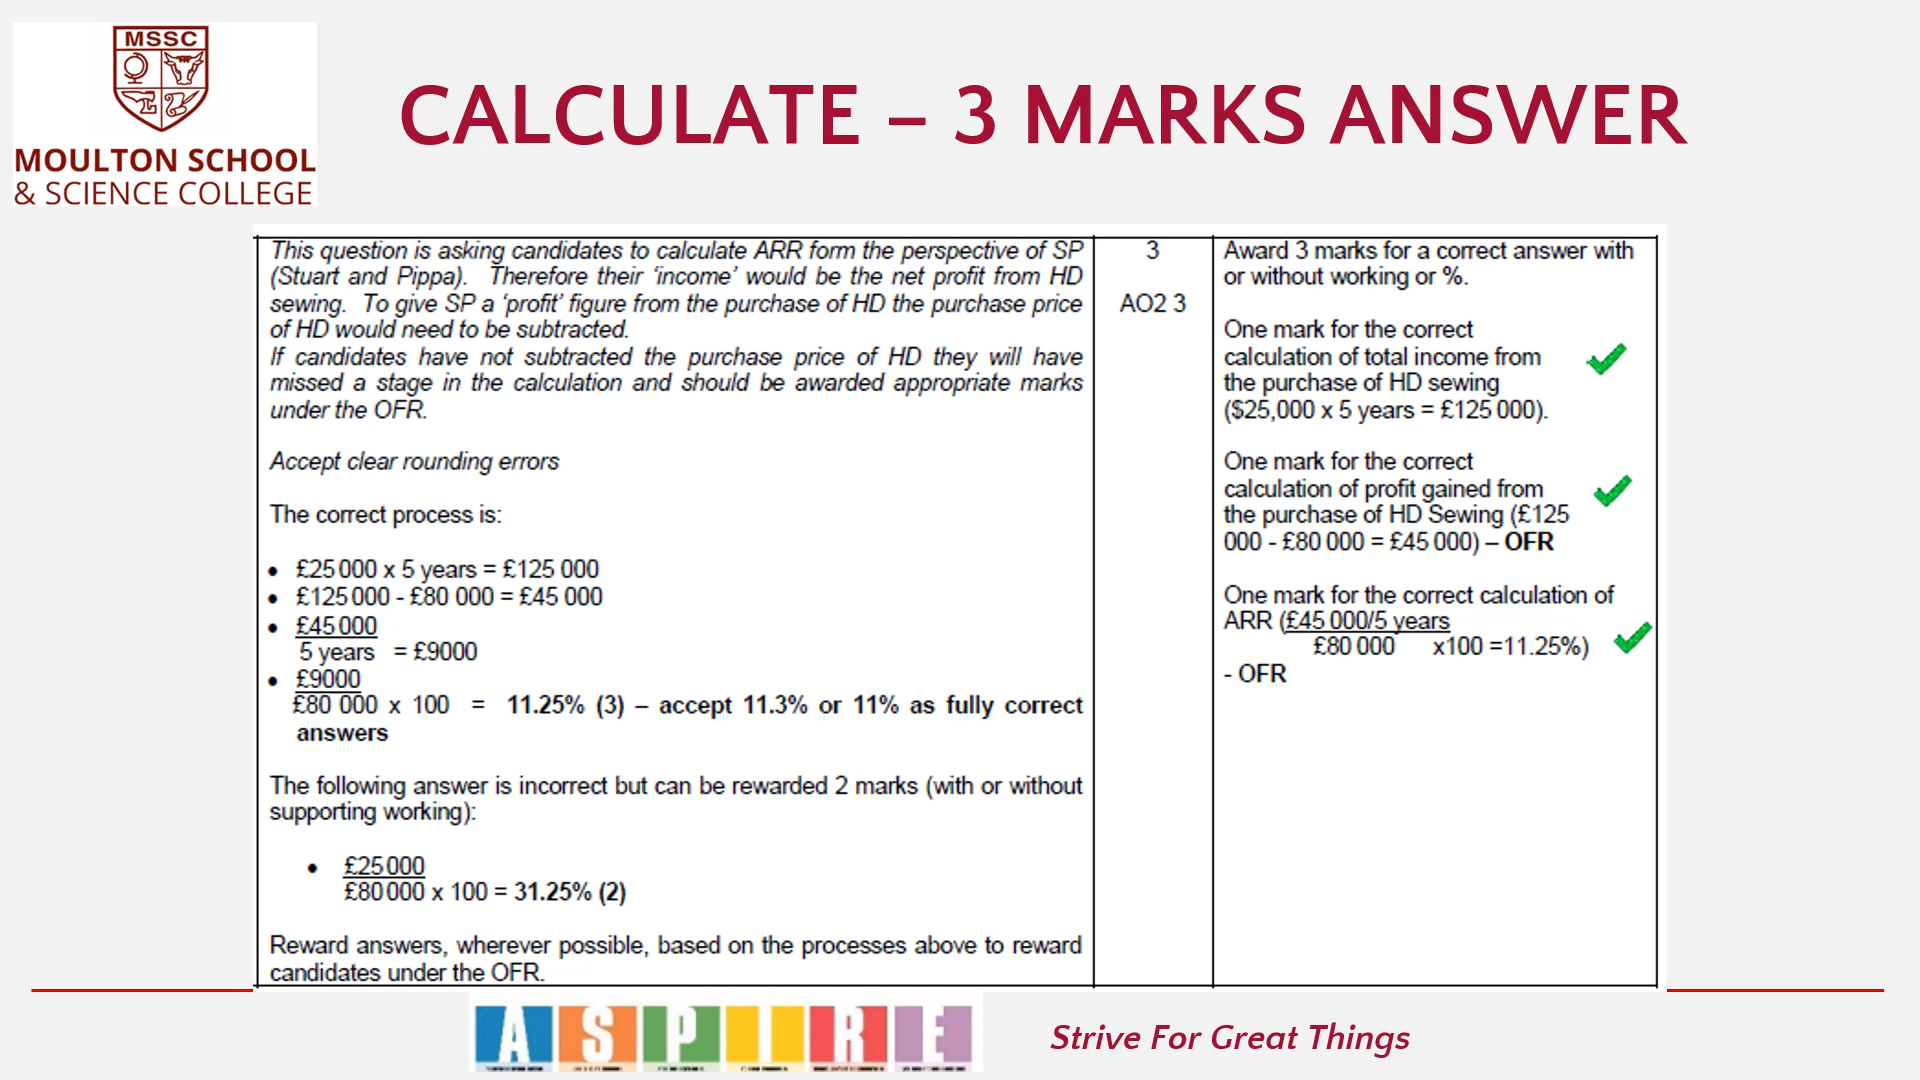 MSSC
MOULTON SCHOOL
& SCIENCE COLLEGE
CALCULATE – 3 MARKS ANSWER
This question is asking candidates to calculate ARR form the perspective of SP
(Stuart and Pippa). Therefore their 'income' would be the net profit from HD
sewing. To give SP a 'profit' figure from the purchase of HD the purchase price
of HD would need to be subtracted.
If candidates have not subtracted the purchase price of HD they will have
missed a stage in the calculation and should be awarded appropriate marks
under the OFR.
Accept clear rounding errors
The correct process is:
• £25 000 x 5 years = £125 000
• £125 000 - £80 000 = £45 000
• £45 000
5 years = £9000
• £9000
£80 000 x 100 = 11.25% (3) – accept 11.3% or 11% as fully correct
answers
The following answer is incorrect but can be rewarded 2 marks (with or without
supporting working):
• £25 000
£80 000 x 100 = 31.25% (2)
Reward answers, wherever possible, based on the processes above to reward
candidates under the OFR.
3
AO2 3
Award 3 marks for a correct answer with
or without working or %.
One mark for the correct
calculation of total income from
the purchase of HD sewing
($25,000 x 5 years = £125 000).
One mark for the correct
calculation of profit gained from
the purchase of HD Sewing (£125
000 - £80 000 = £45 000) – OFR
One mark for the correct calculation of
ARR (£45 000/5 years
£80 000 x100 =11.25%)
- OFR
ASPIRE
Strive For Great Things